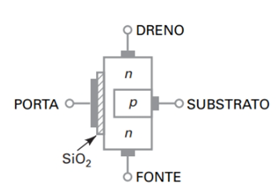 DRENO
n
PORTA
p
SUBSTRATO
n
SiO₂
FONTE